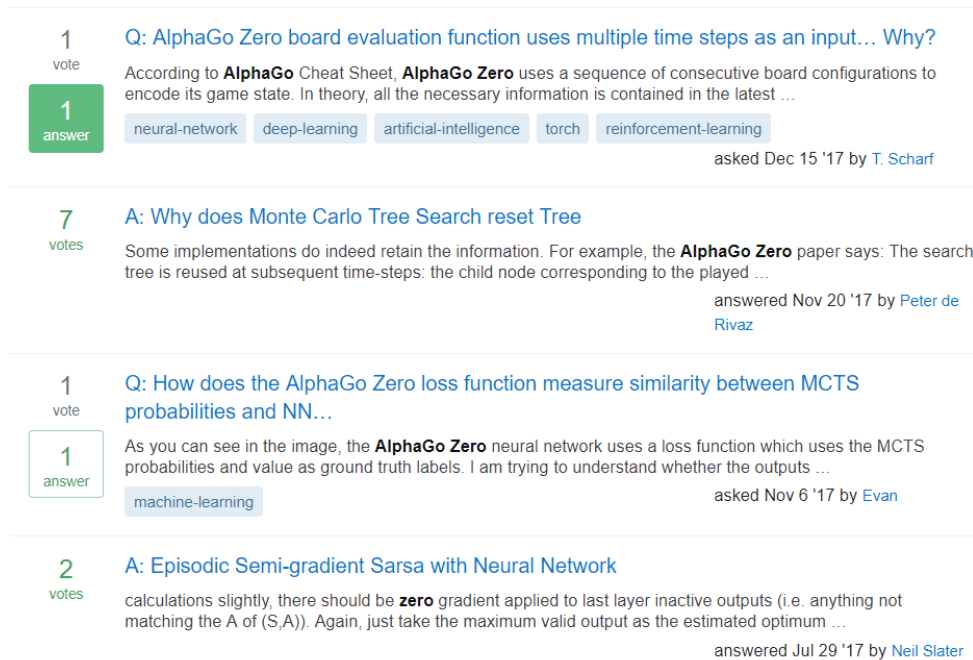 1
vote
1
answer
Q: AlphaGo Zero board evaluation function uses multiple time steps as an input… Why?
According to AlphaGo Cheat Sheet, AlphaGo Zero uses a sequence of consecutive board configurations to
encode its game state. In theory, all the necessary information is contained in the latest …
neural-network deep-learning artificial-intelligence torch reinforcement-learning
asked Dec 15 '17 by T. Scharf
7
votes
A: Why does Monte Carlo Tree Search reset Tree
Some implementations do indeed retain the information. For example, the AlphaGo Zero paper says: The search
tree is reused at subsequent time-steps: the child node corresponding to the played …
answered Nov 20 '17 by Peter de
Rivaz
1
vote
1
answer
Q: How does the AlphaGo Zero loss function measure similarity between MCTS
probabilities and NN…
As you can see in the image, the AlphaGo Zero neural network uses a loss function which uses the MCTS
probabilities and value as ground truth labels. I am trying to understand whether the outputs …
machine-learning
asked Nov 6 '17 by Evan
2
votes
A: Episodic Semi-gradient Sarsa with Neural Network
calculations slightly, there should be zero gradient applied to last layer inactive outputs (i.e. anything not
matching the A of (S,A)). Again, just take the maximum valid output as the estimated optimum …
answered Jul 29 '17 by Neil Slater